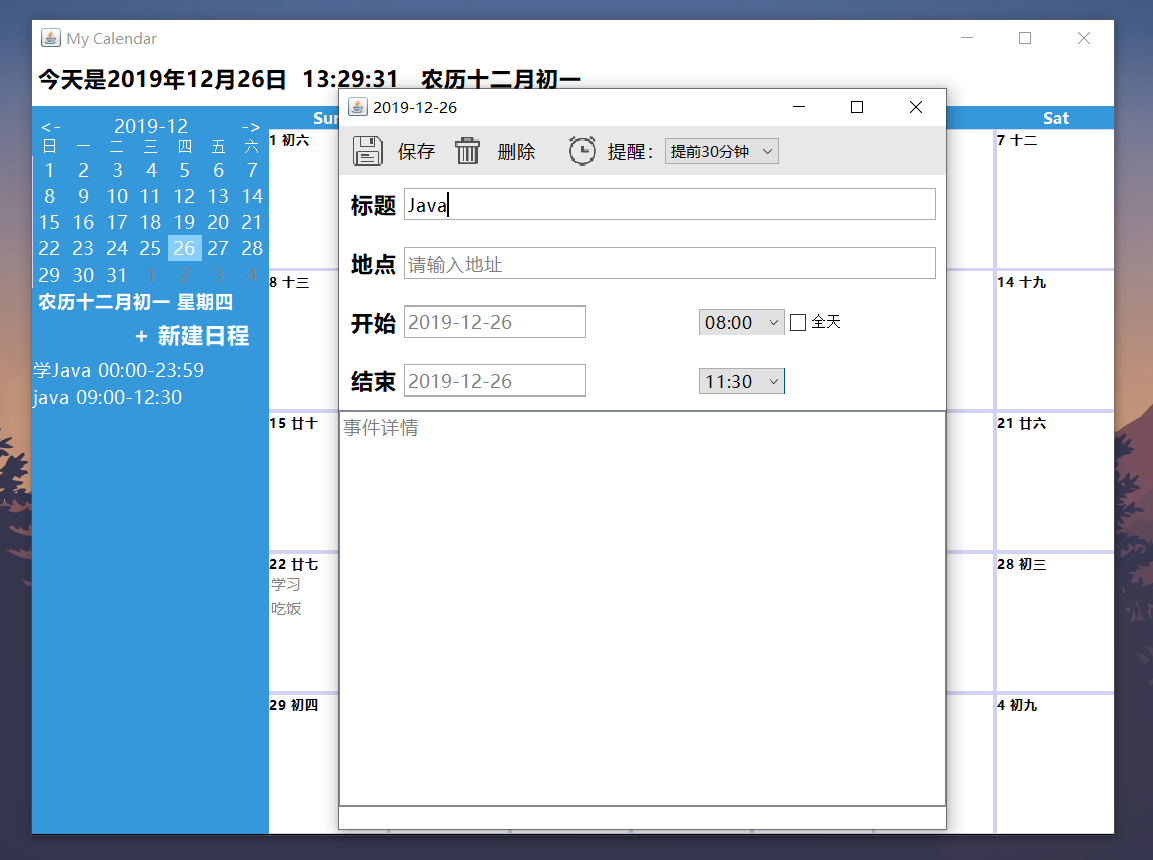 My Calendar
今天是2019年12月26日 13:29:31 农历十二月初一
<- 2019-12 ->
日 一 二 三 四 五 六
1 2 3 4 5 6 7
8 9 10 11 12 13 14
15 16 17 18 19 20 21
22 23 24 25 26 27 28
29 30 31 1 2 3 4
农历十二月初一 星期四
+ 新建日程
学Java 00:00-23:59
java 09:00-12:30
Sat
1 初六
7 十二
8 十三
14 十九
15 廿十
21 廿六
22 廿七
学习
吃饭
28 初三
29 初四
4 初九
2019-12-26
保存 删除 提醒: 提前30分钟
标题 Java
地点 请输入地址
开始 2019-12-26 08:00 全天
结束 2019-12-26 11:30
事件详情